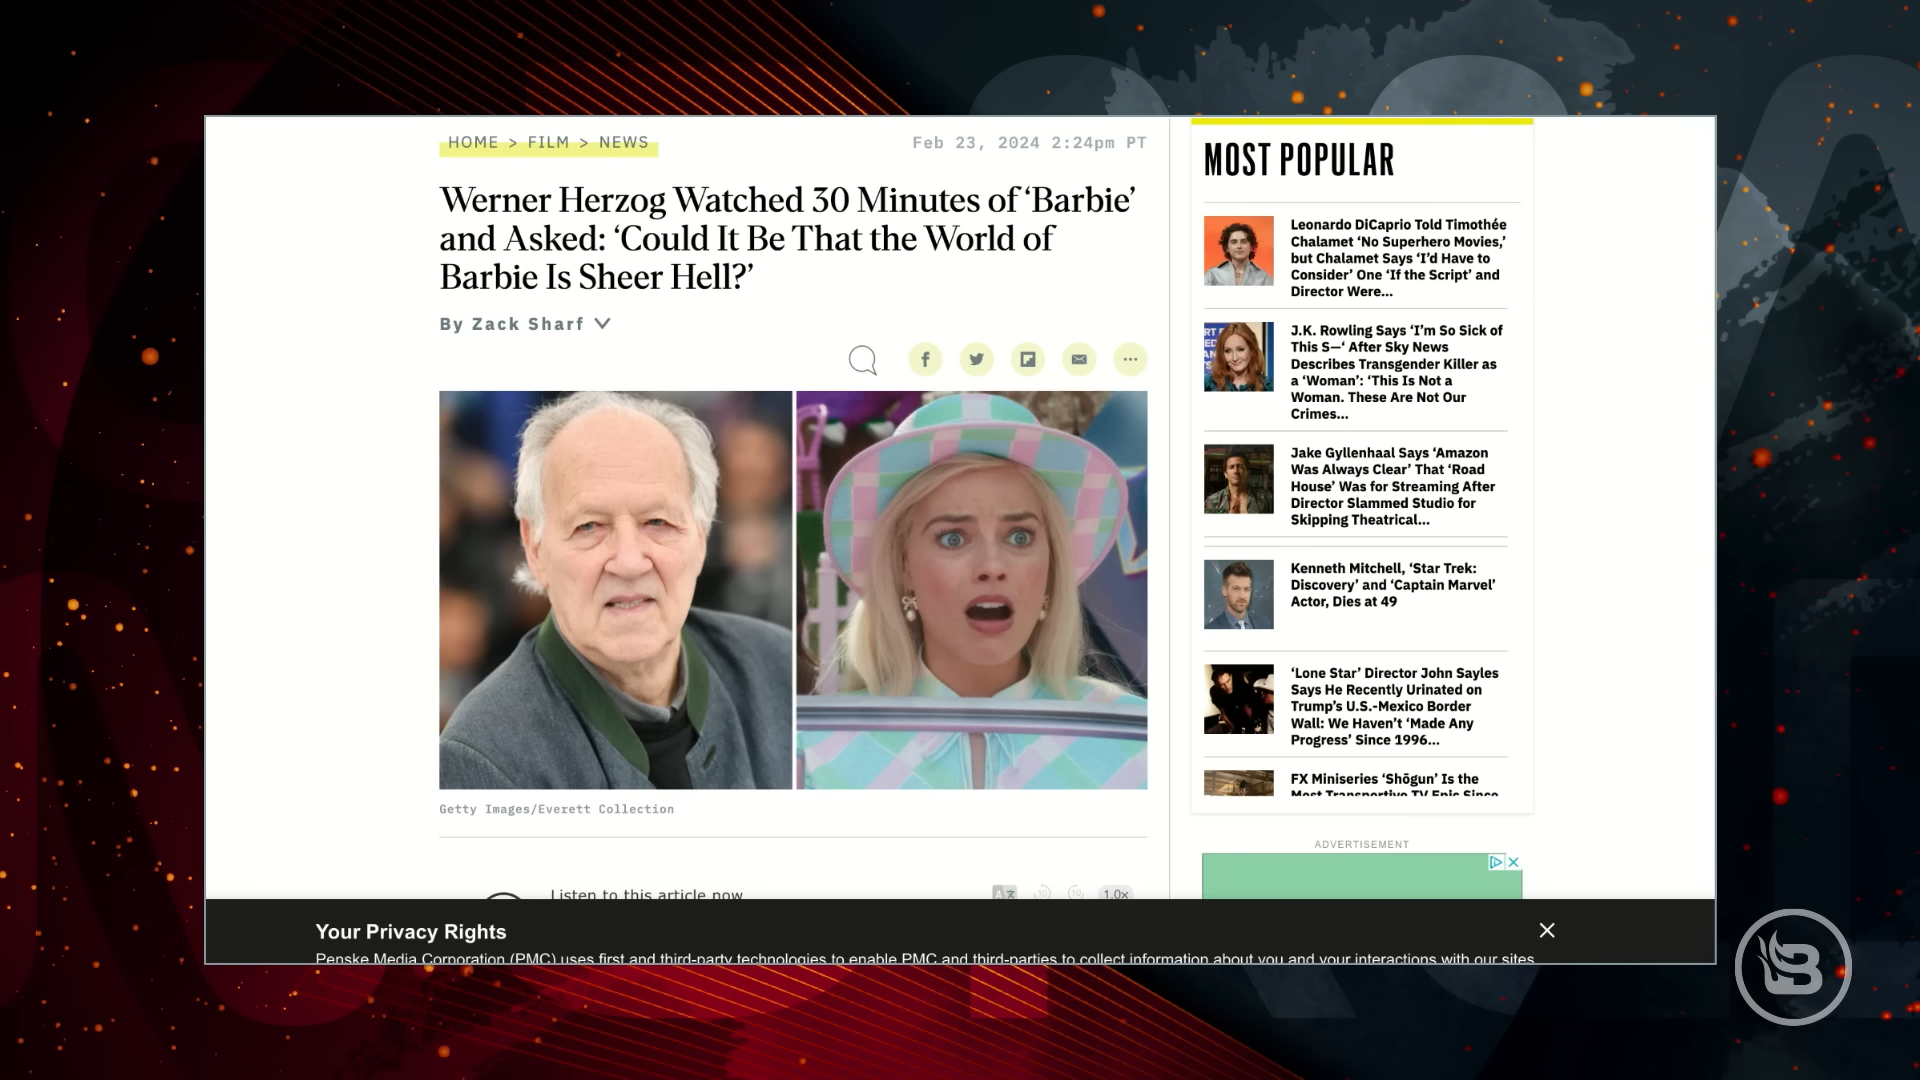 HOME > FILM > NEWS
Feb 23, 2024 2:24pm PT
Werner Herzog Watched 30 Minutes of ‘Barbie’
and Asked: ‘Could It Be That the World of
Barbie Is Sheer Hell?’
By Zack Sharf
Getty Images/Everett Collection
Listen to this article now
1.0x
MOST POPULAR
Leonardo DiCaprio Told Timothée
Chalamet ‘No Superhero Movies,’
but Chalamet Says ‘I’d Have to
Consider’ One ‘If the Script’ and
Director Were...
J.K. Rowling Says ‘I’m So Sick of
This S—‘ After Sky News
Describes Transgender Killer as
a ‘Woman’: ‘This Is Not a
Woman. These Are Not Our
Crimes...
Jake Gyllenhaal Says ‘Amazon
Was Always Clear’ That ‘Road
House’ Was for Streaming After
Director Slammed Studio for
Skipping Theatrical...
Kenneth Mitchell, ‘Star Trek:
Discovery’ and ‘Captain Marvel’
Actor, Dies at 49
‘Lone Star’ Director John Sayles
Says He Recently Urinated on
Trump’s U.S.-Mexico Border
Wall: We Haven’t ‘Made Any
Progress’ Since 1996...
FX Miniseries ‘Shōgun’ Is the
Most Transportive TV Epic Since
ADVERTISEMENT
Your Privacy Rights
Penske Media Corporation (PMC) uses first and third-party technologies to enable PMC and third-parties to collect information about you and your interactions with our sites
B